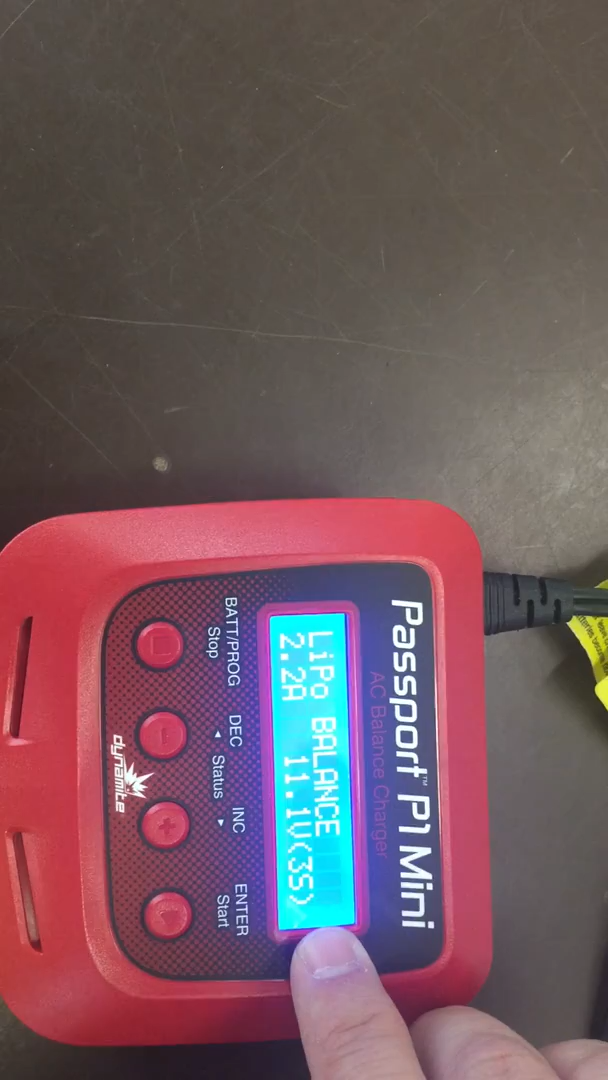 Passport™ P1 Mini
AC Balance Charger
LiPo BALANCE
2.2A 11.1V(3S)
BATT/PROG
Stop
DEC
INC
◄ Status ►
ENTER
Start
dynamite